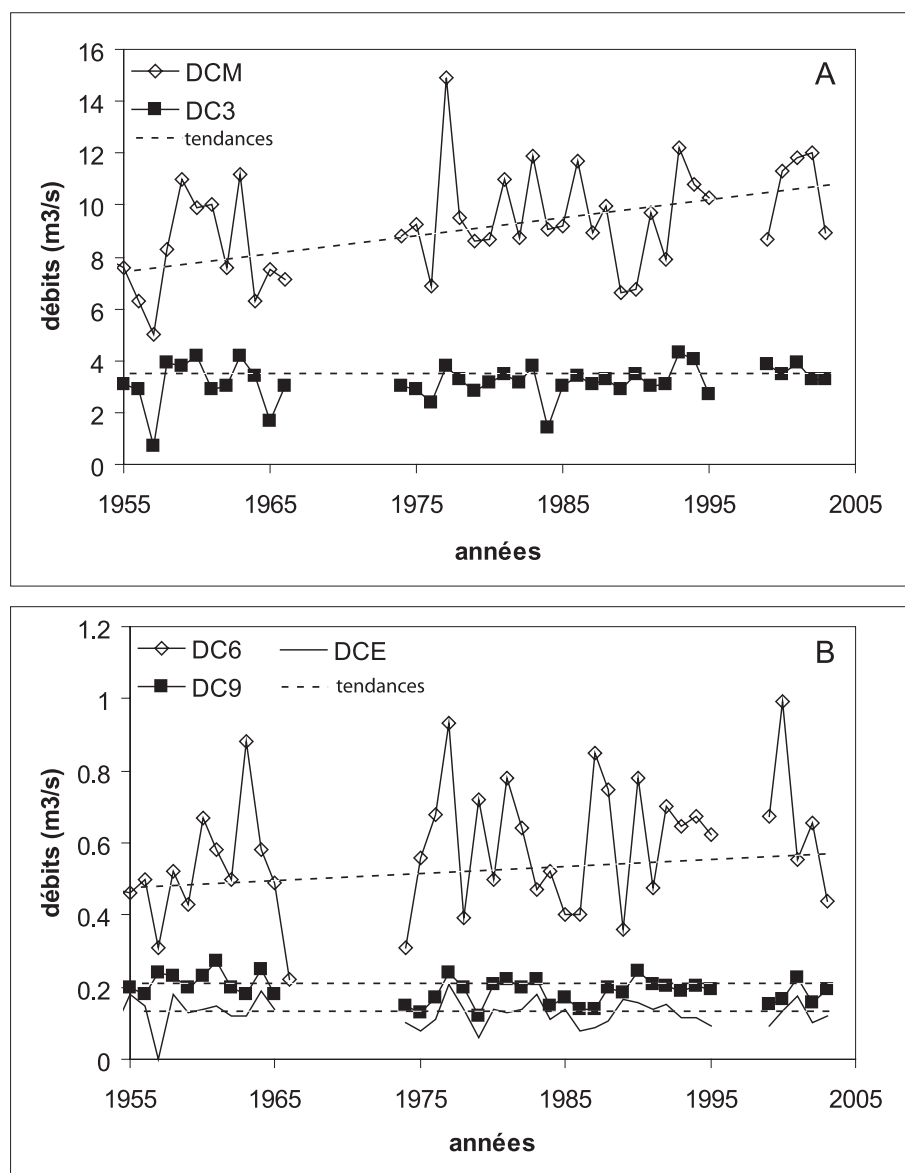 A
DCM
DC3
tendances
débits (m3/s)
16
14
12
10
8
6
4
2
0
1955 1965 1975 1985 1995 2005
années
B
DC6 DCE
DC9 tendances
débits (m3/s)
1.2
1
0.8
0.6
0.4
0.2
0
1955 1965 1975 1985 1995 2005
années